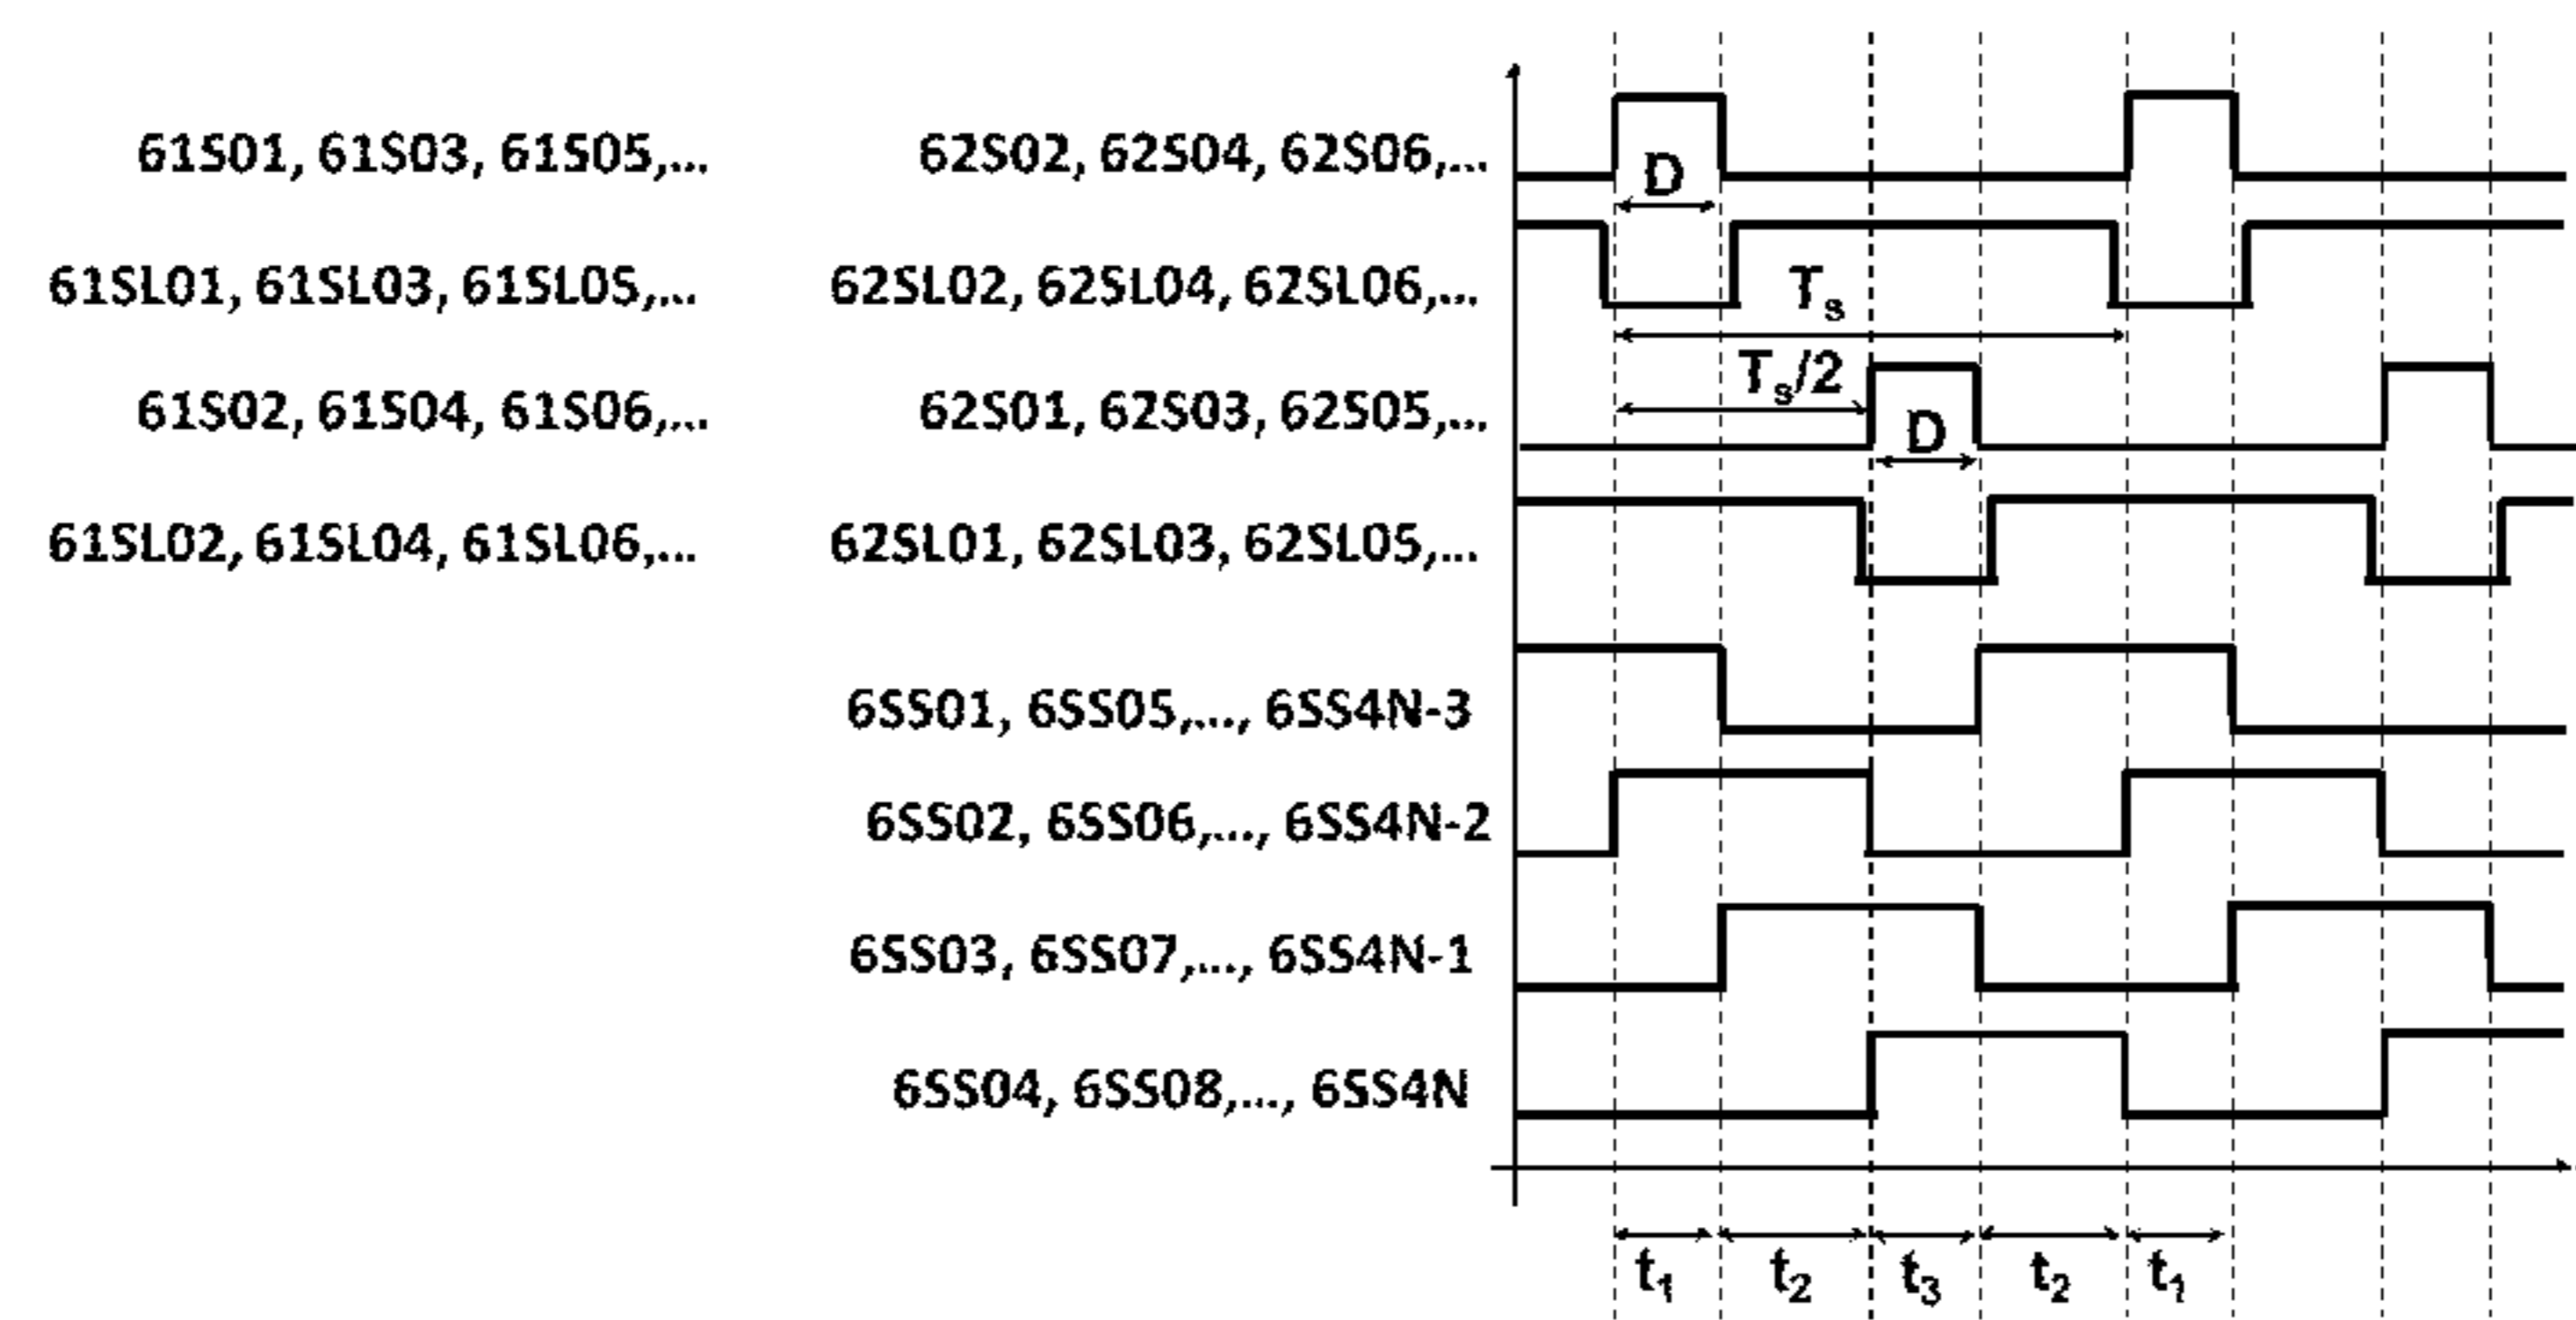 61S01, 61S03, 61S05,... 62S02, 62S04, 62S06,...
D
61SL01, 61SL03, 61SL05,... 62SL02, 62SL04, 62SL06,...
Ts
Ts/2
61S02, 61S04, 61S06,... 62S01, 62S03, 62S05,...
D
61SL02, 61SL04, 61SL06,... 62SL01, 62SL03, 62SL05,...
6SS01, 6SS05,..., 6SS4N-3
6SS02, 6SS06,..., 6SS4N-2
6SS03, 6SS07,..., 6SS4N-1
6SS04, 6SS08,..., 6SS4N
t1 t2 t3 t2 t1